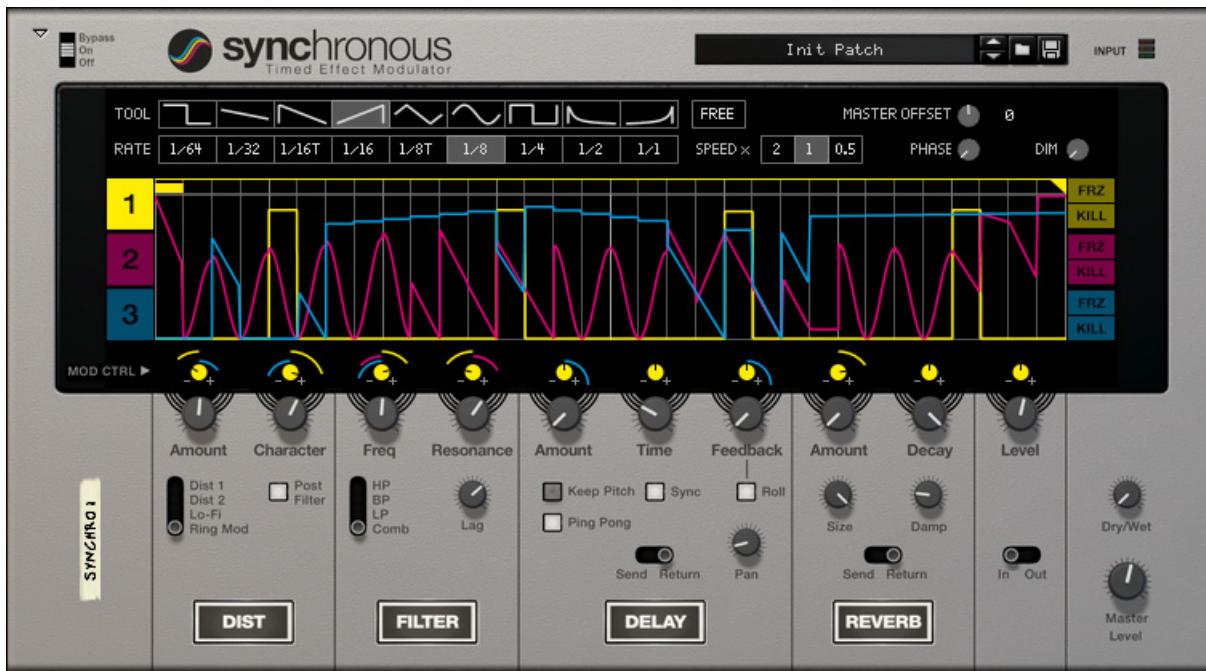 Bypass
On
Off
synchronous
Timed Effect Modulator
Init Patch
INPUT
TOOL
FREE
MASTER OFFSET
0
RATE
1/64
1/32
1/16T
1/16
1/8T
1/8
1/4
1/2
1/1
SPEED ×
2
1
0.5
PHASE
DIM
1
2
3
FRZ
KILL
FRZ
KILL
FRZ
KILL
MOD CTRL
- +
- +
- +
- +
- +
- +
- +
- +
- +
- +
Amount
Character
Freq
Resonance
Amount
Time
Feedback
Amount
Decay
Level
Dist 1
Dist 2
Lo-Fi
Ring Mod
Post
Filter
HP
BP
LP
Comb
Lag
Keep Pitch
Sync
Roll
Ping Pong
Send Return
Pan
Size
Damp
Send Return
In Out
Dry/Wet
Master
Level
SYNCHRO 1
DIST
FILTER
DELAY
REVERB